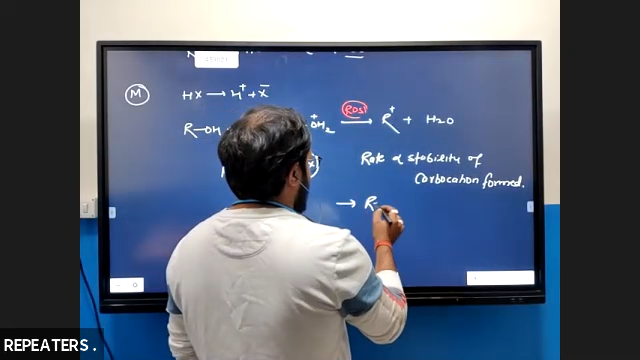 M HX → H⁺ + X̄
R–OH OH₂⁺ RDS → R⁺ + H₂O
Rate α stability of
Carbocation formed.
→ R
REPEATERS .